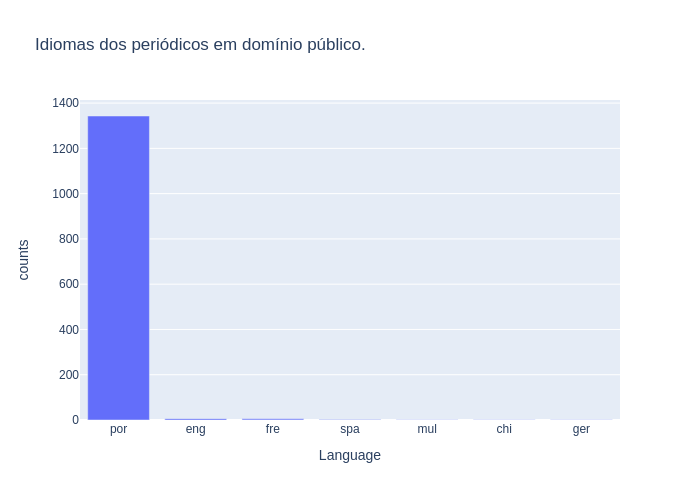 Idiomas dos periódicos em domínio público.
1400
1200
1000
800
600
400
200
0
counts
por eng fre spa mul chi ger
Language